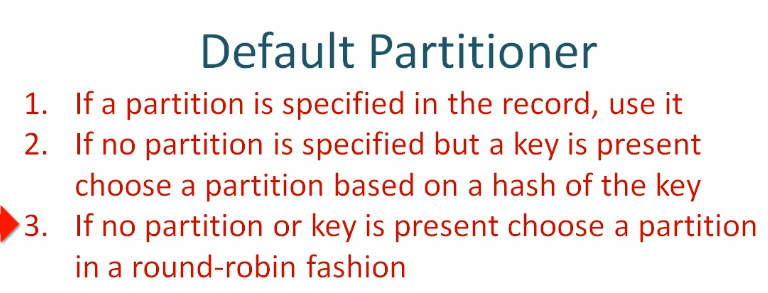 Default Partitioner
1. If a partition is specified in the record, use it
2. If no partition is specified but a key is present
choose a partition based on a hash of the key
3. If no partition or key is present choose a partition
in a round-robin fashion